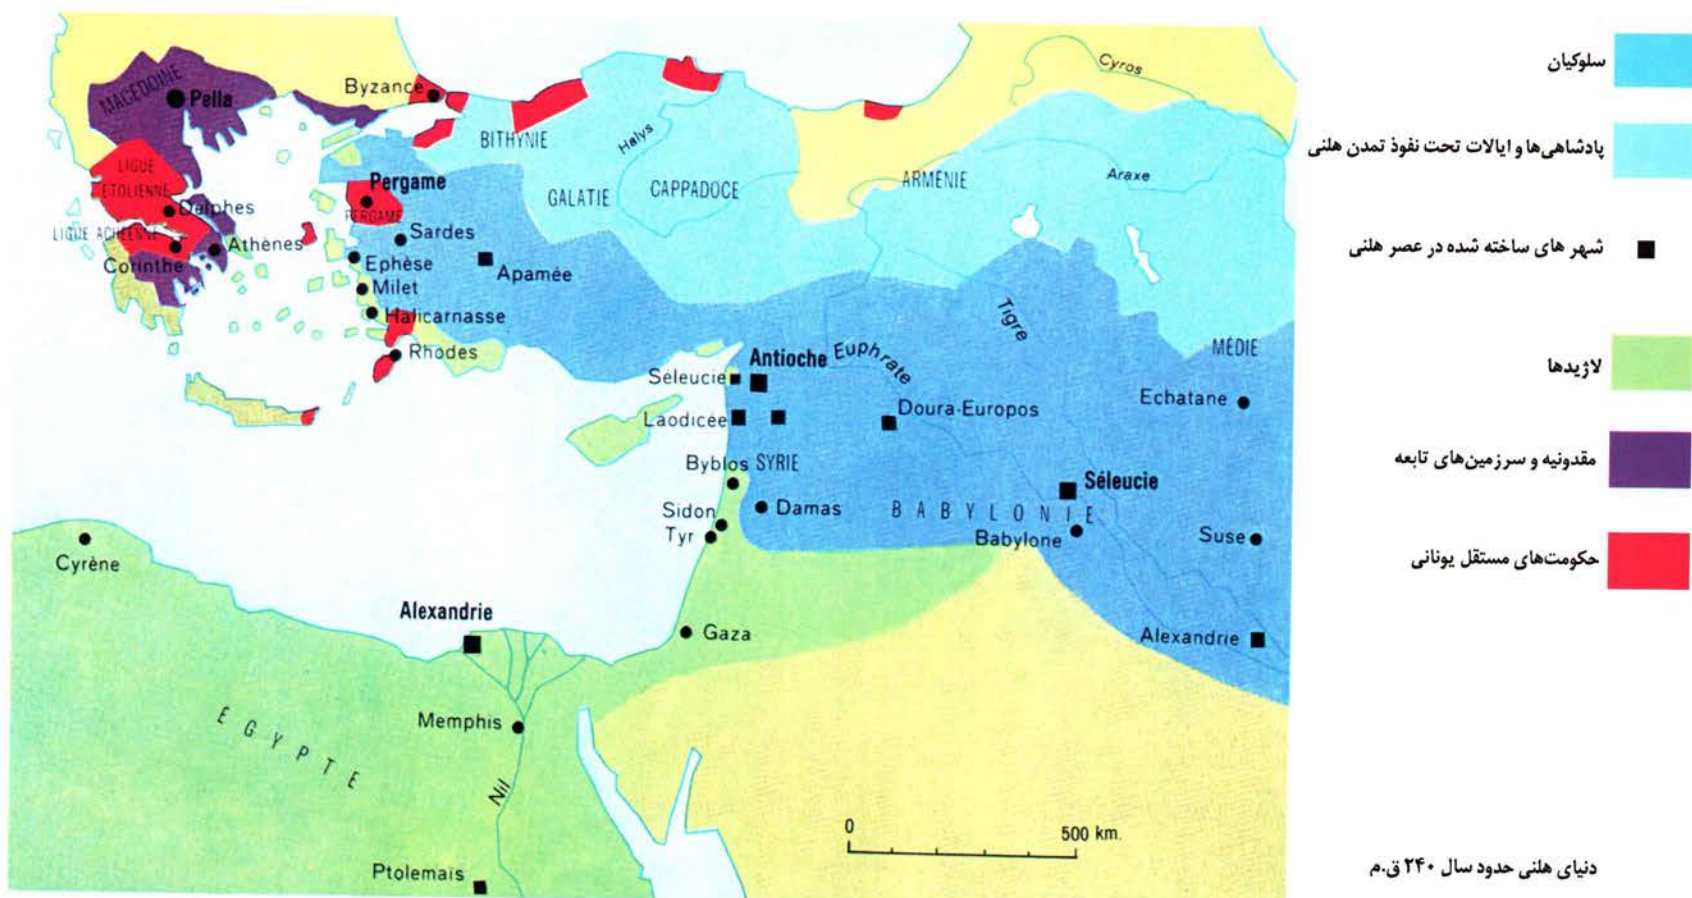 سلوکیان
پادشاهی‌ها و ایالات تحت نفوذ تمدن هلنی
شهر های ساخته شده در عصر هلنی
لاژیدها
مقدونیه و سرزمین‌های تابعه
حکومت‌های مستقل یونانی
دنیای هلنی حدود سال ۲۴۰ ق.م
MACEDOINE
Pella
Byzance
Cyros
BITHYNIE
Halys
LIGUE
ETOLIENNE
Delphes
LIGUE ACHÉENNE
Athènes
Corinthe
Pergame
PERGAME
Sardes
Ephèse
Apamée
Milet
Halicarnasse
Rhodes
GALATIE
CAPPADOCE
ARMÉNIE
Araxe
Tigre
Euphrate
MÉDIE
Antioche
Séleucie
Laodicée
Doura-Europos
Echatane
Byblos
SYRIE
Séleucie
Sidon
Damas
BABYLONIE
Tyr
Babylone
Suse
Cyrène
Alexandrie
Gaza
Alexandrie
EGYPTE
Memphis
Nil
Ptolemaïs
0
500 km.